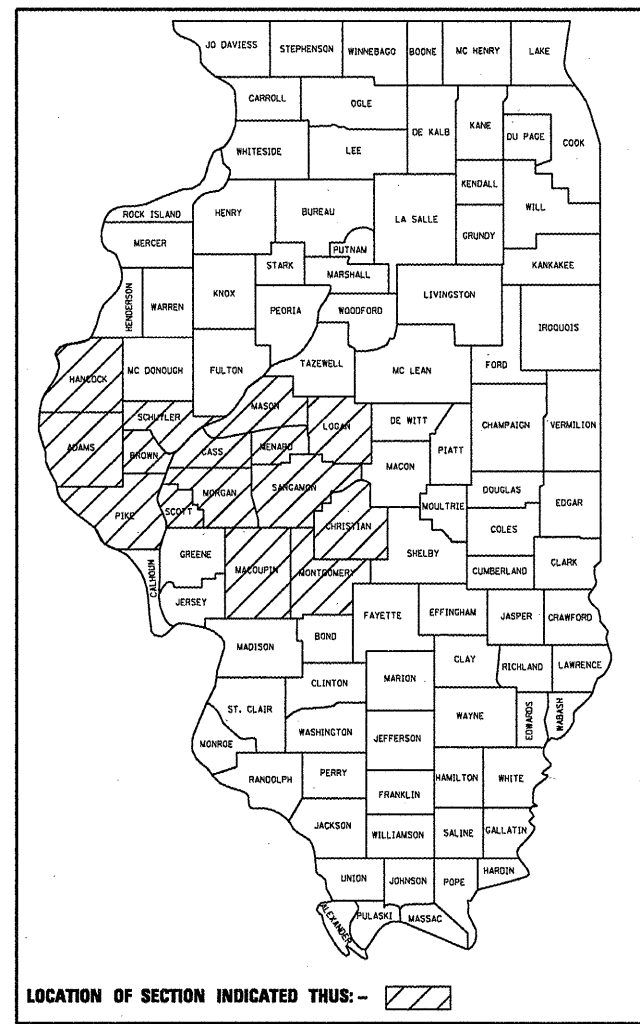 JO DAVIESS STEPHENSON WINNEBAGO BOONE MC HENRY LAKE
CARROLL OGLE DE KALB KANE DU PAGE COOK
WHITESIDE LEE
KENDALL WILL
ROCK ISLAND HENRY BUREAU LA SALLE GRUNDY
MERCER PUTNAM
STARK MARSHALL KANKAKEE
HENDERSON WARREN KNOX PEORIA WOODFORD LIVINGSTON IROQUOIS
HANCOCK MC DONOUGH FULTON TAZEWELL MC LEAN FORD
MASON
SCHUYLER LOGAN DE WITT CHAMPAIGN VERMILION
ADAMS BROWN CASS MENARD MACON PIATT
PIKE SCOTT MORGAN SANGAMON DOUGLAS EDGAR
CHRISTIAN MOULTRIE COLES
GREENE SHELBY
CALHOUN MACOUPIN MONTGOMERY CUMBERLAND CLARK
JERSEY FAYETTE EFFINGHAM JASPER CRAWFORD
MADISON BOND
CLAY RICHLAND LAWRENCE
CLINTON MARION
ST. CLAIR WAYNE EDWARDS WABASH
MONROE WASHINGTON JEFFERSON
RANDOLPH PERRY HAMILTON WHITE
FRANKLIN
JACKSON WILLIAMSON SALINE GALLATIN
UNION JOHNSON POPE HARDIN
ALEXANDER PULASKI MASSAC
LOCATION OF SECTION INDICATED THUS: -